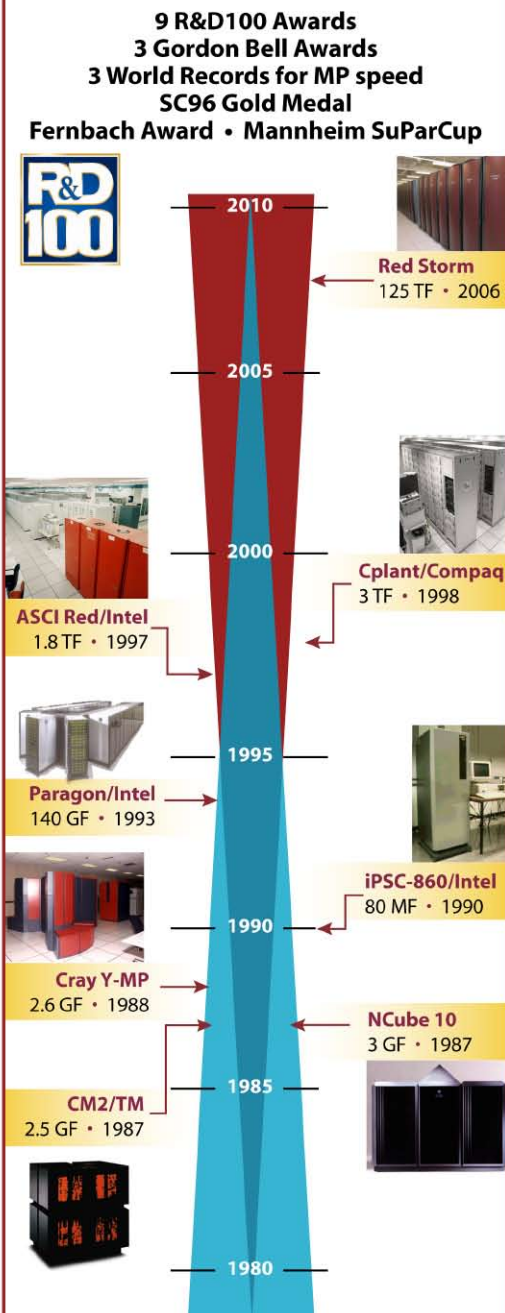 9 R&D100 Awards
3 Gordon Bell Awards
3 World Records for MP speed
SC96 Gold Medal
Fernbach Award • Mannheim SuParCup
R&D
100
2010
Red Storm
125 TF • 2006
2005
2000
Cplant/Compaq
3 TF • 1998
ASCI Red/Intel
1.8 TF • 1997
1995
Paragon/Intel
140 GF • 1993
iPSC-860/Intel
80 MF • 1990
1990
Cray Y-MP
2.6 GF • 1988
NCube 10
3 GF • 1987
1985
CM2/TM
2.5 GF • 1987
1980